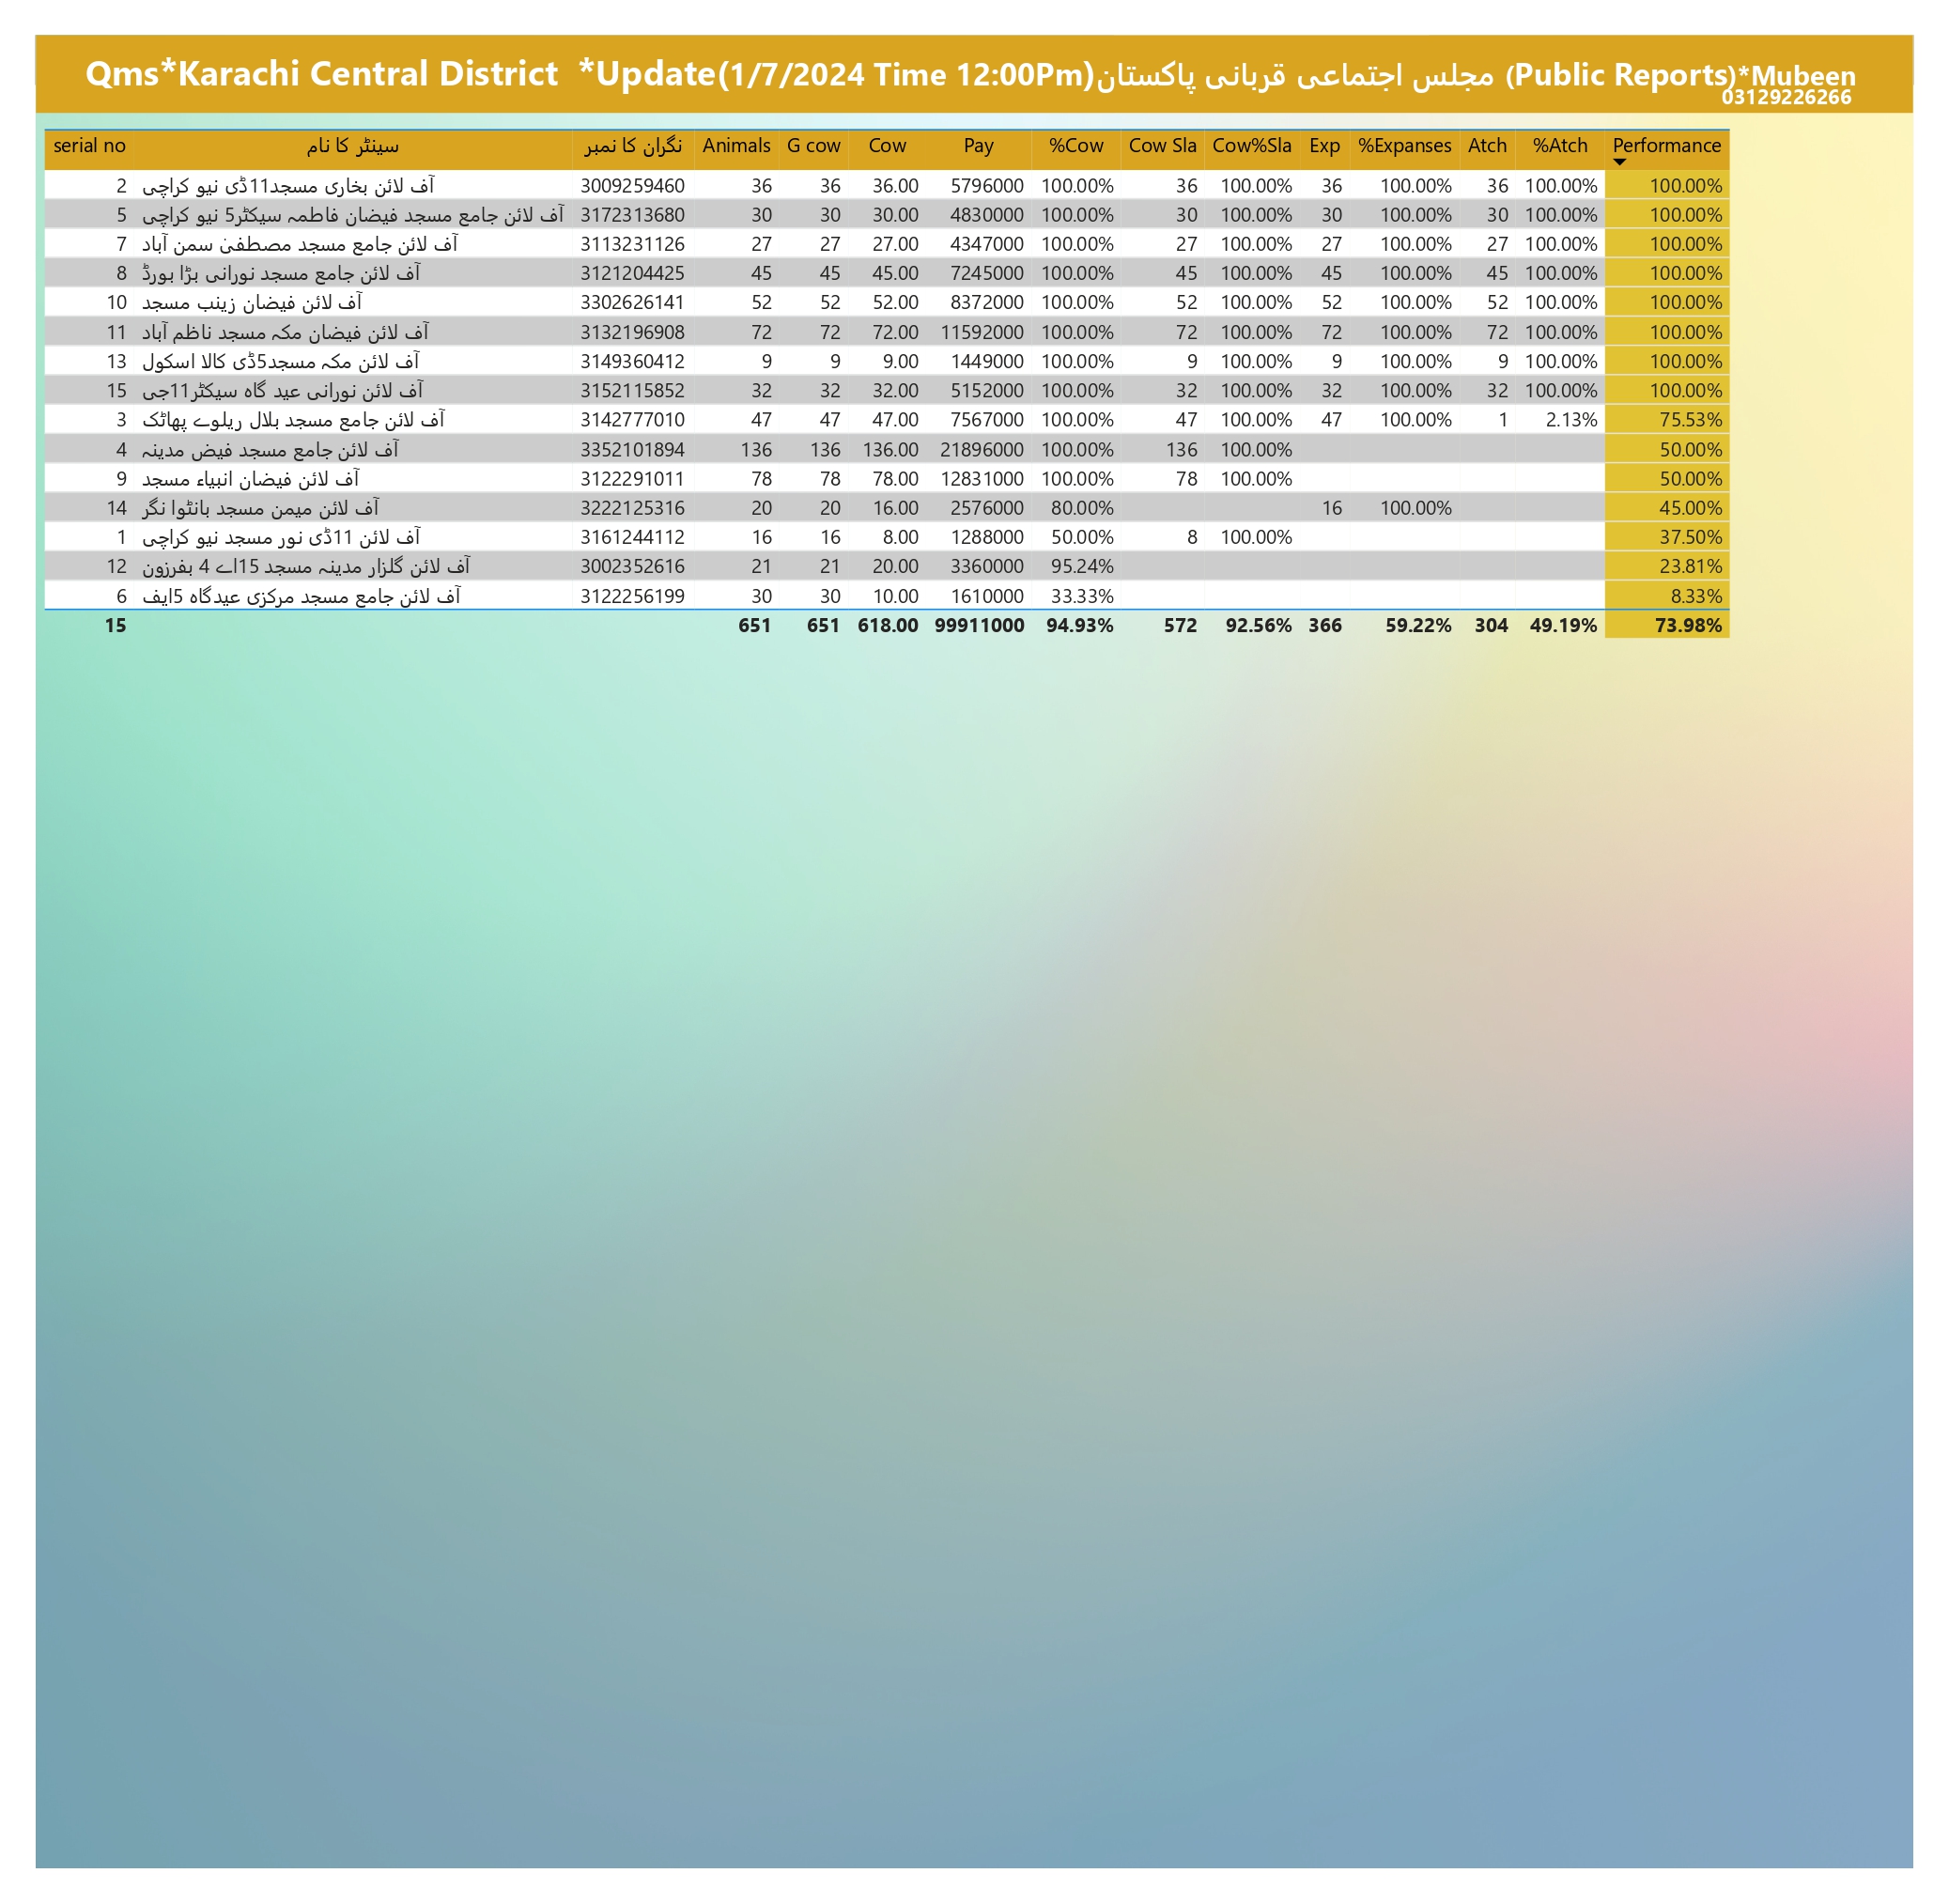 Qms*Karachi Central District *Update(1/7/2024 Time 12:00Pm)مجلس اجتماعی قربانی پاکستان (Public Reports)*Mubeen
03129226266
serial no سینٹر کا نام نگران کا نمبر Animals G cow Cow Pay %Cow Cow Sla Cow%Sla Exp %Expanses Atch %Atch Performance
2 آف لائن بخاری مسجد11ڈی نیو کراچی 3009259460 36 36 36.00 5796000 100.00% 36 100.00% 36 100.00% 36 100.00% 100.00%
5 آف لائن جامع مسجد فیضان فاطمہ سیکٹر5 نیو کراچی 3172313680 30 30 30.00 4830000 100.00% 30 100.00% 30 100.00% 30 100.00% 100.00%
7 آف لائن جامع مسجد مصطفیٰ سمن آباد 3113231126 27 27 27.00 4347000 100.00% 27 100.00% 27 100.00% 27 100.00% 100.00%
8 آف لائن جامع مسجد نورانی بڑا بورڈ 3121204425 45 45 45.00 7245000 100.00% 45 100.00% 45 100.00% 45 100.00% 100.00%
10 آف لائن فیضان زینب مسجد 3302626141 52 52 52.00 8372000 100.00% 52 100.00% 52 100.00% 52 100.00% 100.00%
11 آف لائن فیضان مکہ مسجد ناظم آباد 3132196908 72 72 72.00 11592000 100.00% 72 100.00% 72 100.00% 72 100.00% 100.00%
13 آف لائن مکہ مسجد5ڈی کالا اسکول 3149360412 9 9 9.00 1449000 100.00% 9 100.00% 9 100.00% 9 100.00% 100.00%
15 آف لائن نورانی عید گاہ سیکٹر11جی 3152115852 32 32 32.00 5152000 100.00% 32 100.00% 32 100.00% 32 100.00% 100.00%
3 آف لائن جامع مسجد بلال ریلوے پھاٹک 3142777010 47 47 47.00 7567000 100.00% 47 100.00% 47 100.00% 1 2.13% 75.53%
4 آف لائن جامع مسجد فیض مدینہ 3352101894 136 136 136.00 21896000 100.00% 136 100.00% 50.00%
9 آف لائن فیضان انبیاء مسجد 3122291011 78 78 78.00 12831000 100.00% 78 100.00% 50.00%
14 آف لائن میمن مسجد بانٹوا نگر 3222125316 20 20 16.00 2576000 80.00% 16 100.00% 45.00%
1 آف لائن 11ڈی نور مسجد نیو کراچی 3161244112 16 16 8.00 1288000 50.00% 8 100.00% 37.50%
12 آف لائن گلزار مدینہ مسجد 15اے 4 بفرزون 3002352616 21 21 20.00 3360000 95.24% 23.81%
6 آف لائن جامع مسجد مرکزی عیدگاہ 5ایف 3122256199 30 30 10.00 1610000 33.33% 8.33%
15 651 651 618.00 99911000 94.93% 572 92.56% 366 59.22% 304 49.19% 73.98%